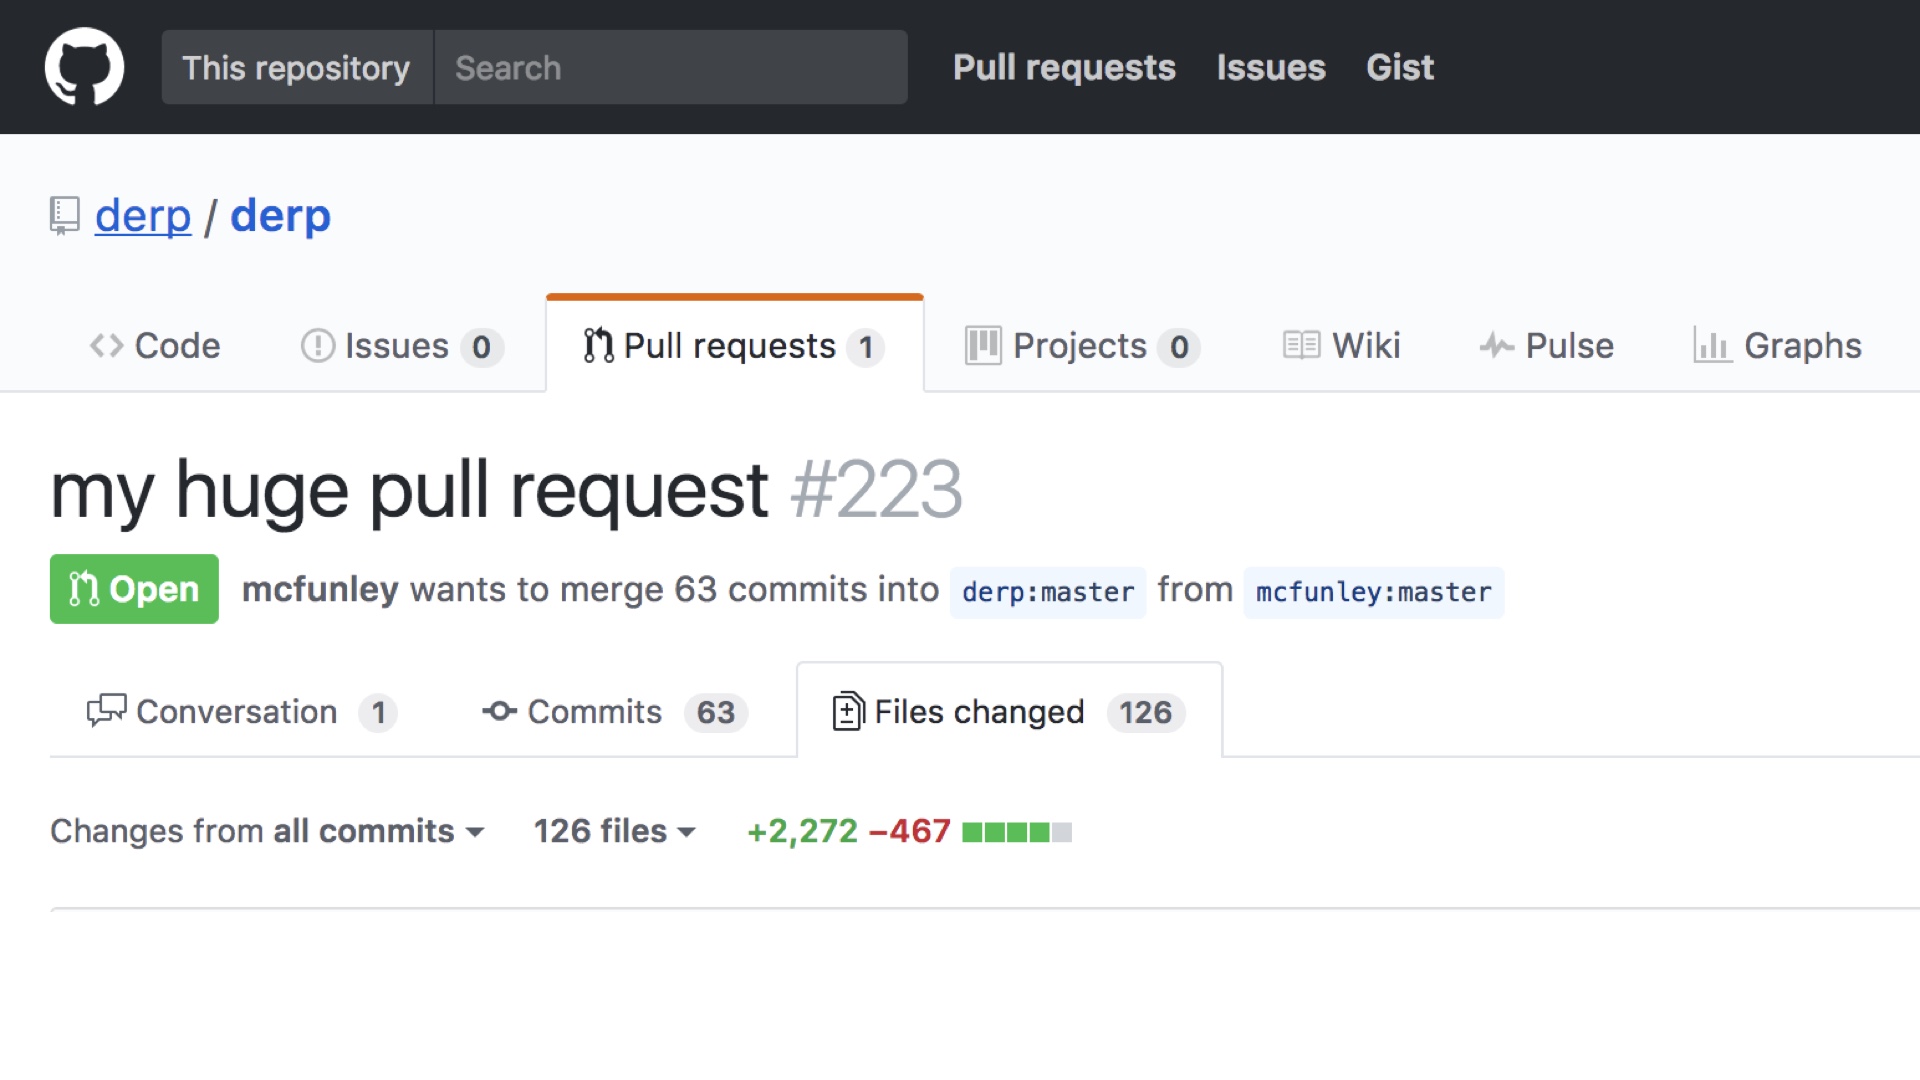 This repository Search Pull requests Issues Gist
derp / derp
Code Issues 0 Pull requests 1 Projects 0 Wiki Pulse Graphs
my huge pull request #223
Open mcfunley wants to merge 63 commits into derp:master from mcfunley:master
Conversation 1 Commits 63 Files changed 126
Changes from all commits 126 files +2,272 −467